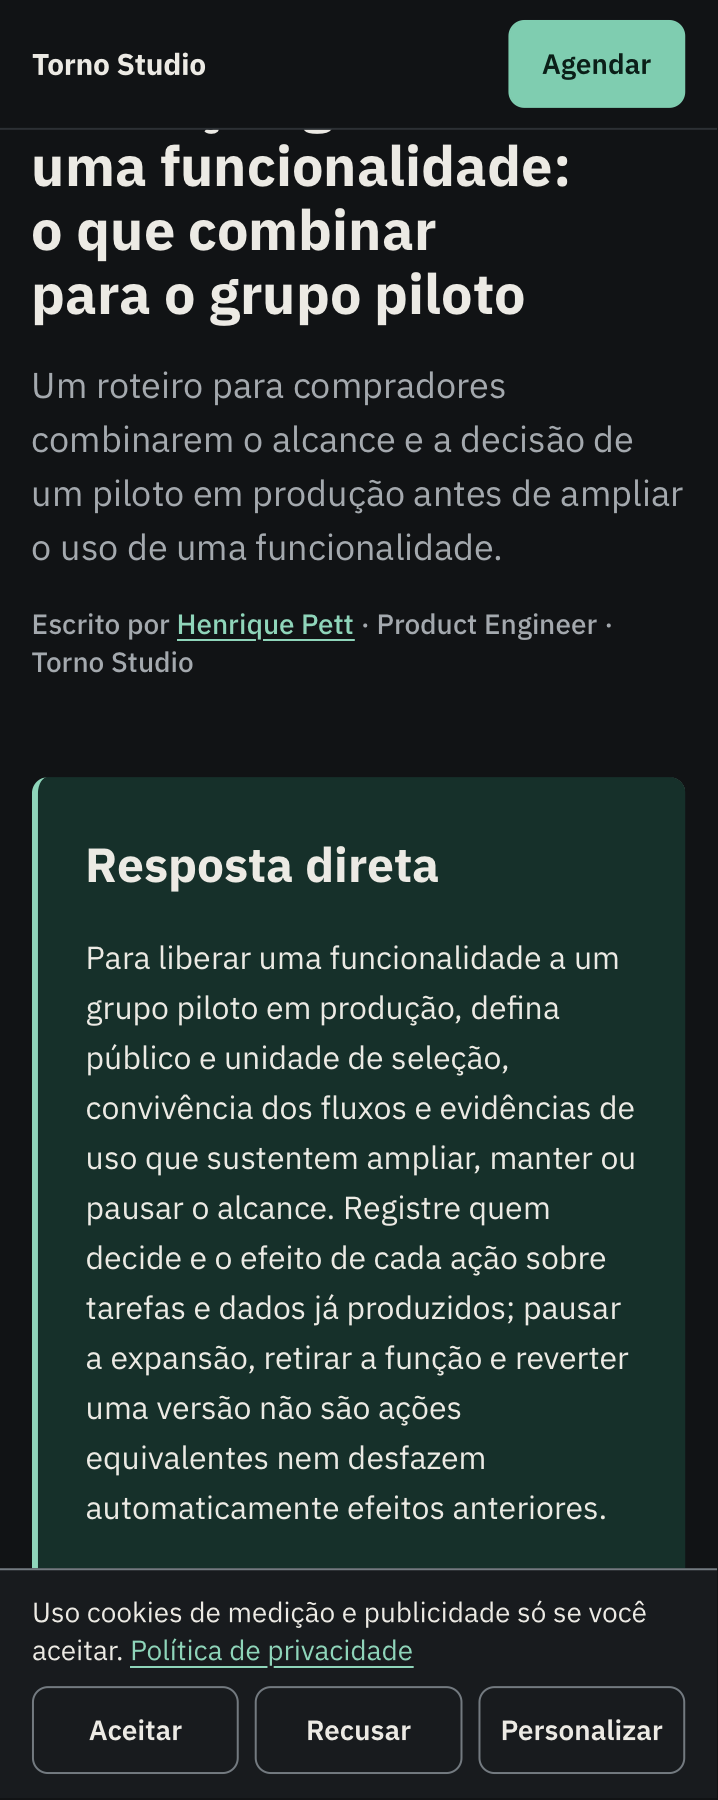 Torno Studio
Agendar
uma funcionalidade:
o que combinar
para o grupo piloto
Um roteiro para compradores
combinarem o alcance e a decisão de
um piloto em produção antes de ampliar
o uso de uma funcionalidade.
Escrito por Henrique Pett · Product Engineer ·
Torno Studio
Resposta direta
Para liberar uma funcionalidade a um
grupo piloto em produção, defina
público e unidade de seleção,
convivência dos fluxos e evidências de
uso que sustentem ampliar, manter ou
pausar o alcance. Registre quem
decide e o efeito de cada ação sobre
tarefas e dados já produzidos; pausar
a expansão, retirar a função e reverter
uma versão não são ações
equivalentes nem desfazem
automaticamente efeitos anteriores.
Uso cookies de medição e publicidade só se você
aceitar. Política de privacidade
Aceitar
Recusar
Personalizar